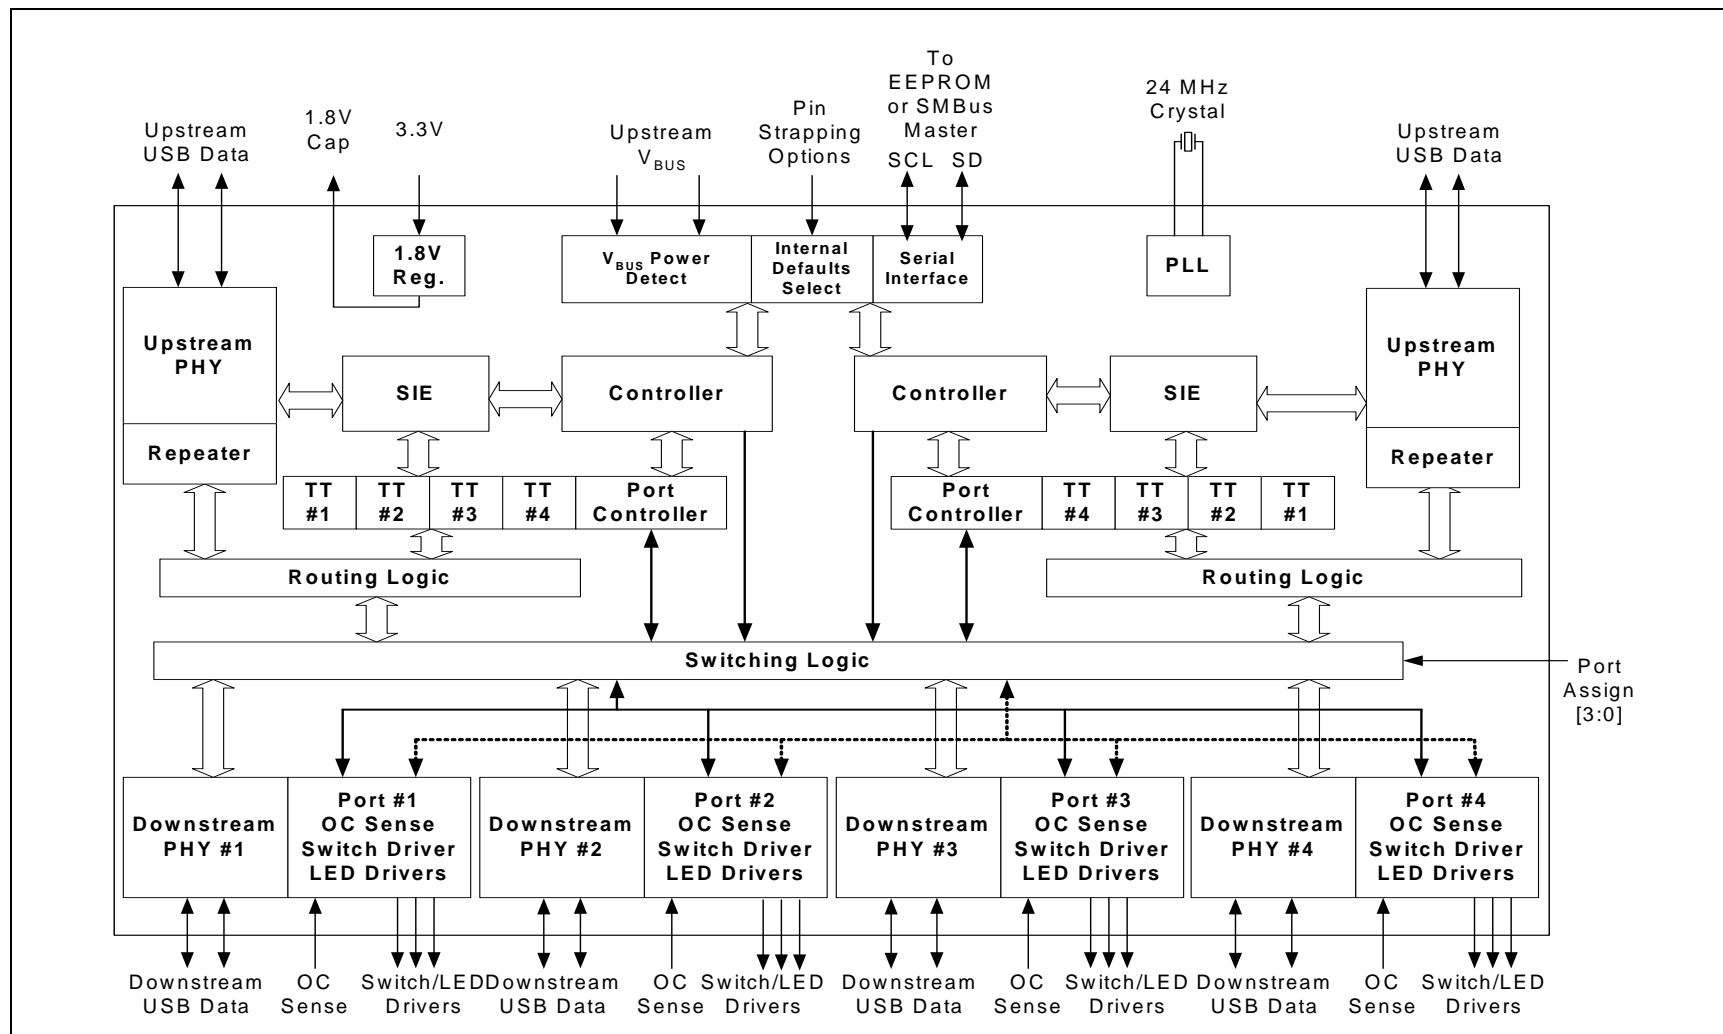 To
EEPROM
or SMBus
Master
SCL SD
24 MHz
Crystal
Upstream
USB Data
1.8V
Cap
3.3V
Upstream
VBUS
Pin
Strapping
Options
Upstream
USB Data
1.8V
Reg.
VBUS Power
Detect
Internal
Defaults
Select
Serial
Interface
PLL
Upstream
PHY
SIE
Controller
Controller
SIE
Upstream
PHY
Repeater
Repeater
TT
#1
TT
#2
TT
#3
TT
#4
Port
Controller
Port
Controller
TT
#4
TT
#3
TT
#2
TT
#1
Routing Logic
Routing Logic
Switching Logic
Port
Assign
[3:0]
Downstream
PHY #1
Port #1
OC Sense
Switch Driver
LED Drivers
Downstream
PHY #2
Port #2
OC Sense
Switch Driver
LED Drivers
Downstream
PHY #3
Port #3
OC Sense
Switch Driver
LED Drivers
Downstream
PHY #4
Port #4
OC Sense
Switch Driver
LED Drivers
Downstream
USB Data
OC
Sense
Switch/LED
Drivers
Downstream
USB Data
OC
Sense
Switch/LED
Drivers
Downstream
USB Data
OC
Sense
Switch/LED
Drivers
Downstream
USB Data
OC
Sense
Switch/LED
Drivers